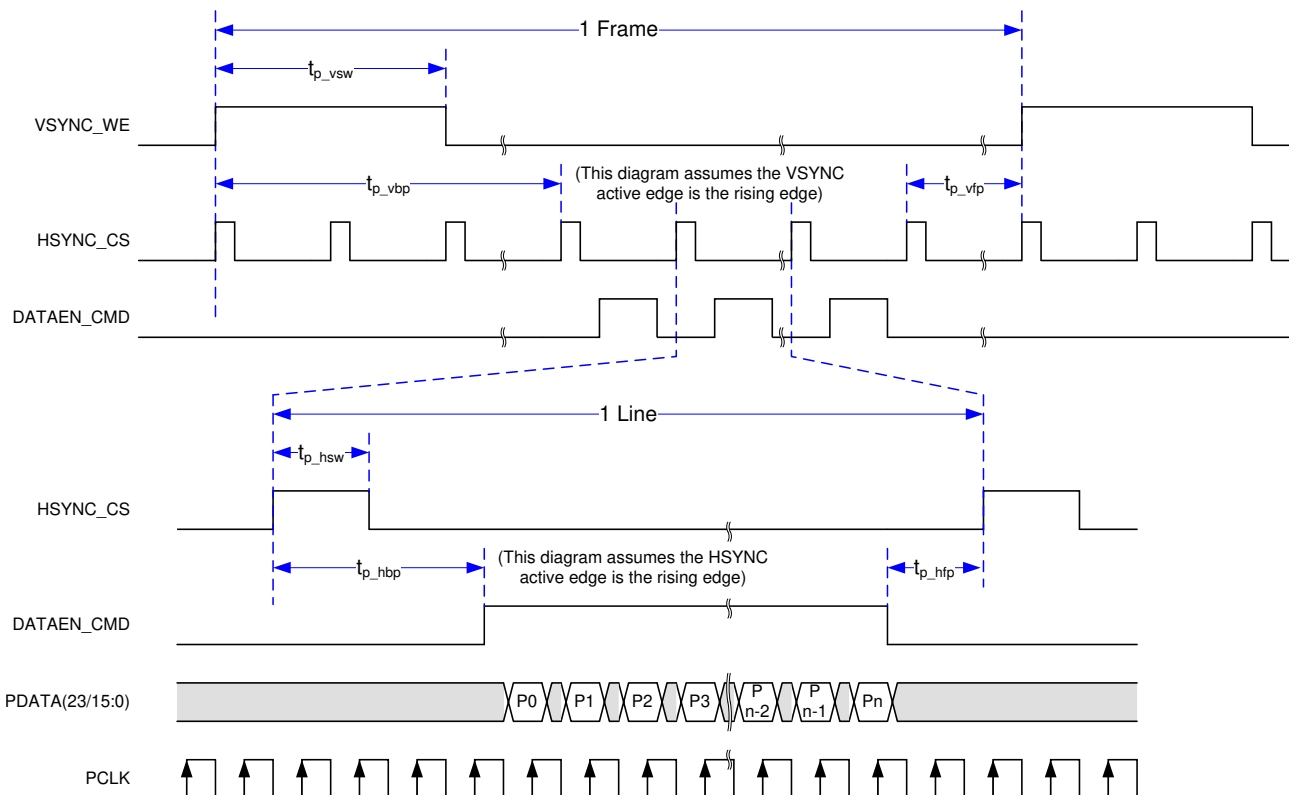 1 Frame
tp_vsw
VSYNC_WE
tp_vbp
(This diagram assumes the VSYNC
active edge is the rising edge)
tp_vfp
HSYNC_CS
DATAEN_CMD
1 Line
tp_hsw
HSYNC_CS
tp_hbp
(This diagram assumes the HSYNC
active edge is the rising edge)
tp_hfp
DATAEN_CMD
PDATA(23/15:0)
P0 P1 P2 P3 P n-2 P n-1 Pn
PCLK